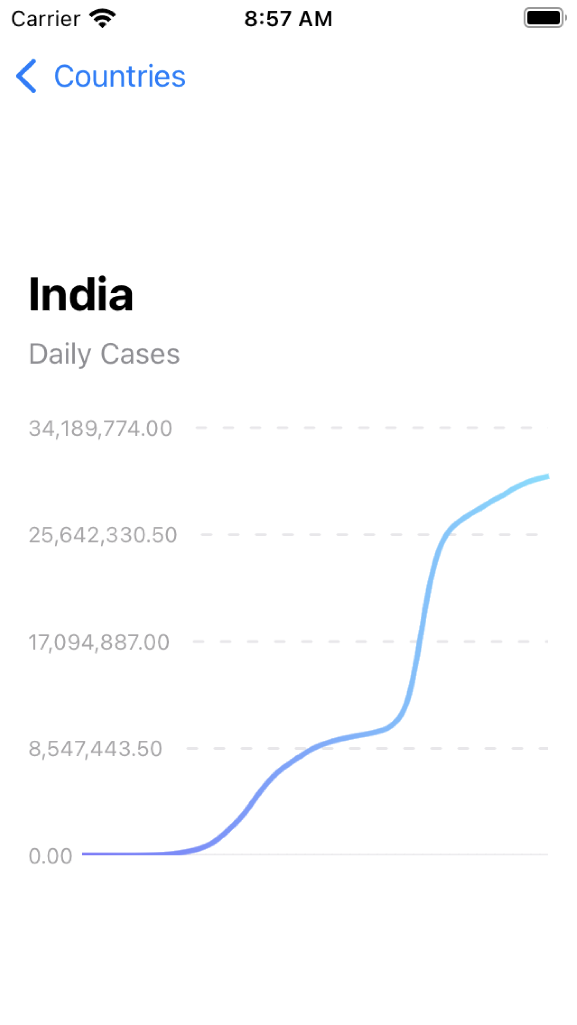 Carrier 8:57 AM
Countries
India
Daily Cases
34,189,774.00
25,642,330.50
17,094,887.00
8,547,443.50
0.00